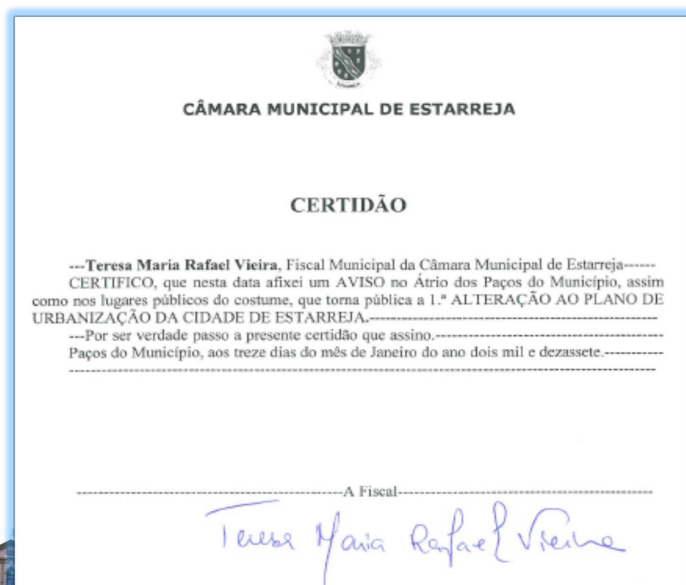 CÂMARA MUNICIPAL DE ESTARREJA
CERTIDÃO
---Teresa Maria Rafael Vieira, Fiscal Municipal da Câmara Municipal de Estarreja------
CERTIFICO, que nesta data afixei um AVISO no Átrio dos Paços do Município, assim
como nos lugares públicos do costume, que torna pública a 1.ª ALTERAÇÃO AO PLANO DE
URBANIZAÇÃO DA CIDADE DE ESTARREJA.------------------------------------------------------------
---Por ser verdade passo a presente certidão que assino.----------------------------------------------
Paços do Município, aos treze dias do mês de Janeiro do ano dois mil e dezassete.------------
----------------------------------------------------------------------------------------------------------------------------
--------------------------------------------------------A Fiscal------------------------------------------------------
Teresa Maria Rafael Vieira